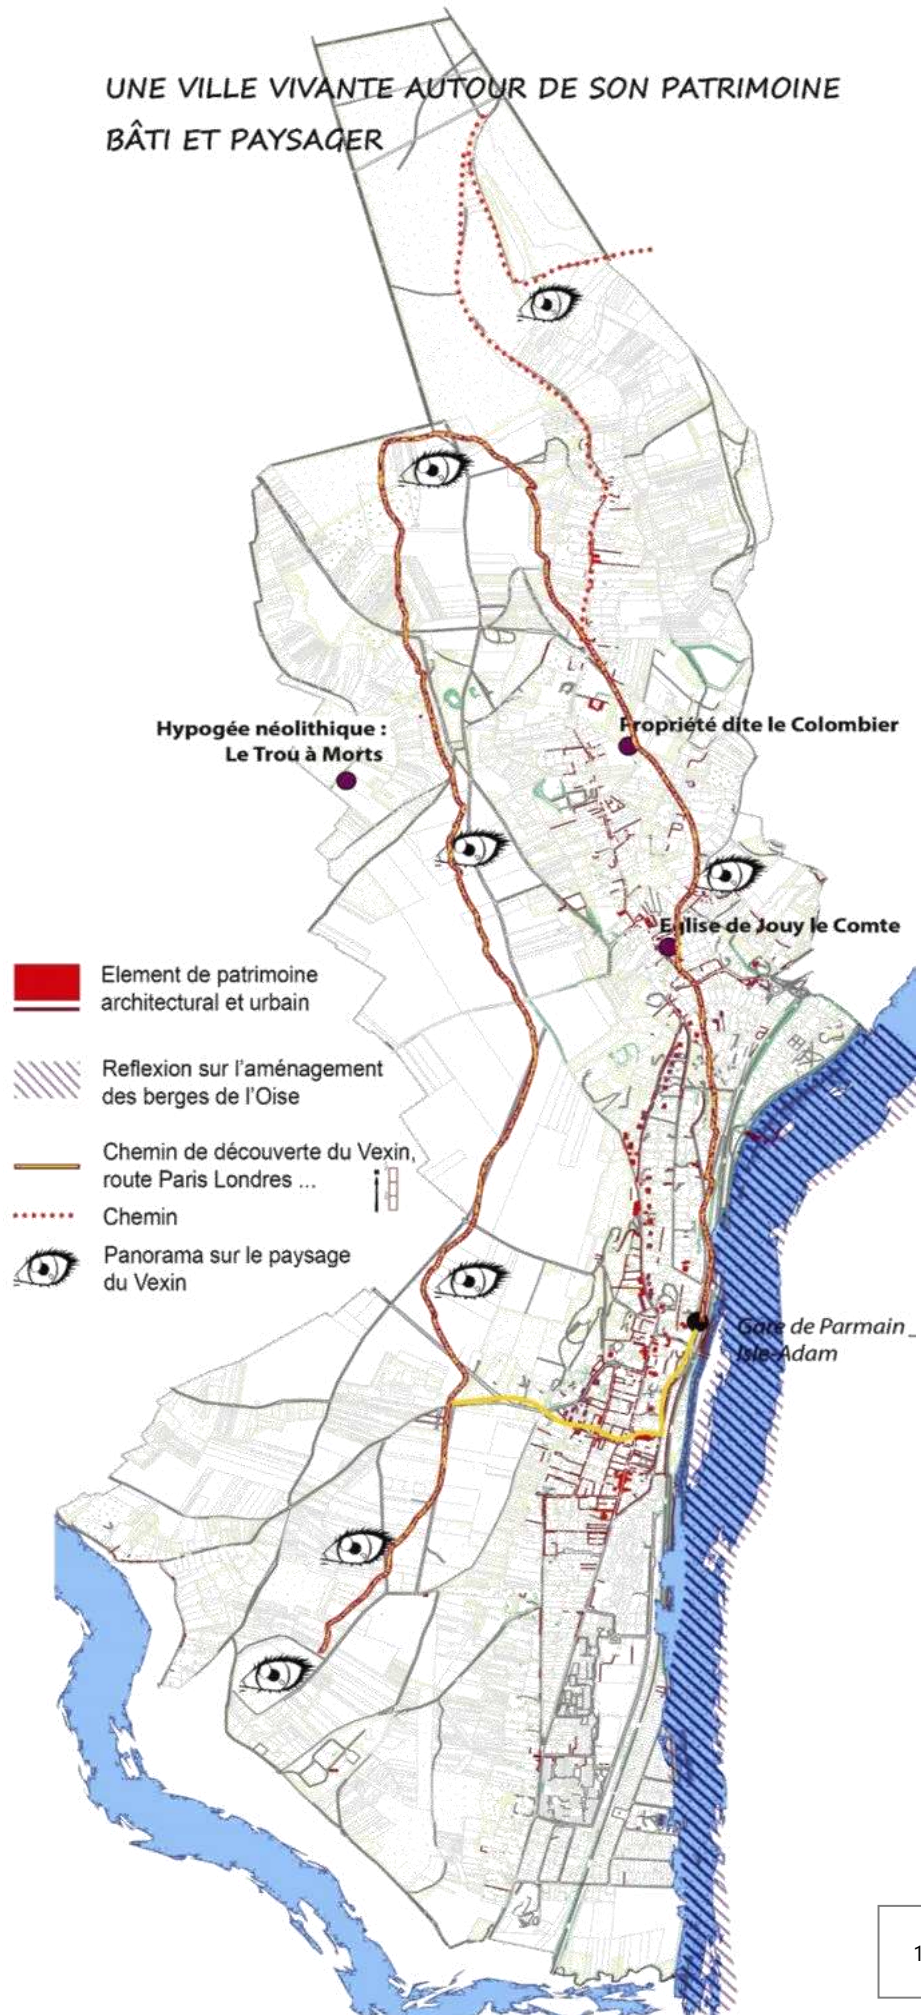 UNE VILLE VIVANTE AUTOUR DE SON PATRIMOINE
BÂTI ET PAYSAGER
Hypogée néolithique :
Le Trou à Morts
Propriété dite le Colombier
Eglise de Jouy le Comte
Element de patrimoine
architectural et urbain
Reflexion sur l'aménagement
des berges de l'Oise
Chemin de découverte du Vexin,
route Paris Londres ...
Chemin
Panorama sur le paysage
du Vexin
Gare de Parmain _
Isle-Adam
1